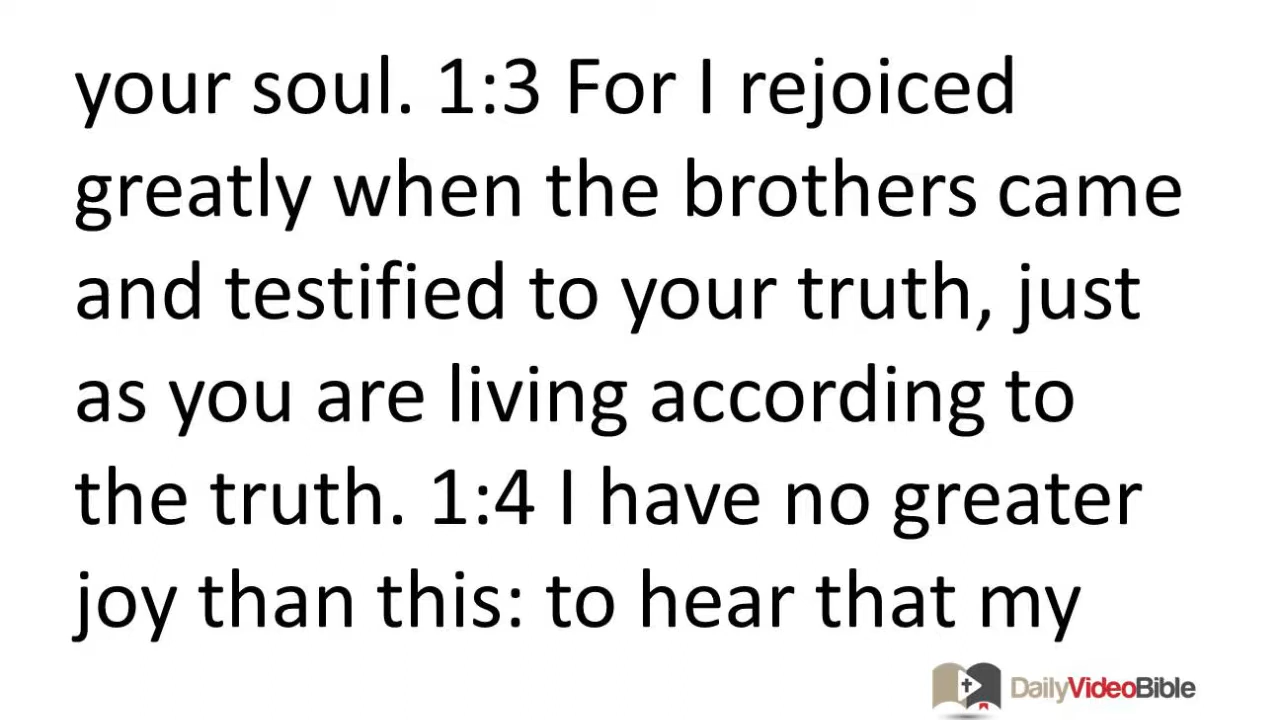 your soul. 1:3 For I rejoiced
greatly when the brothers came
and testified to your truth, just
as you are living according to
the truth. 1:4 I have no greater
joy than this: to hear that my
DailyVideoBible